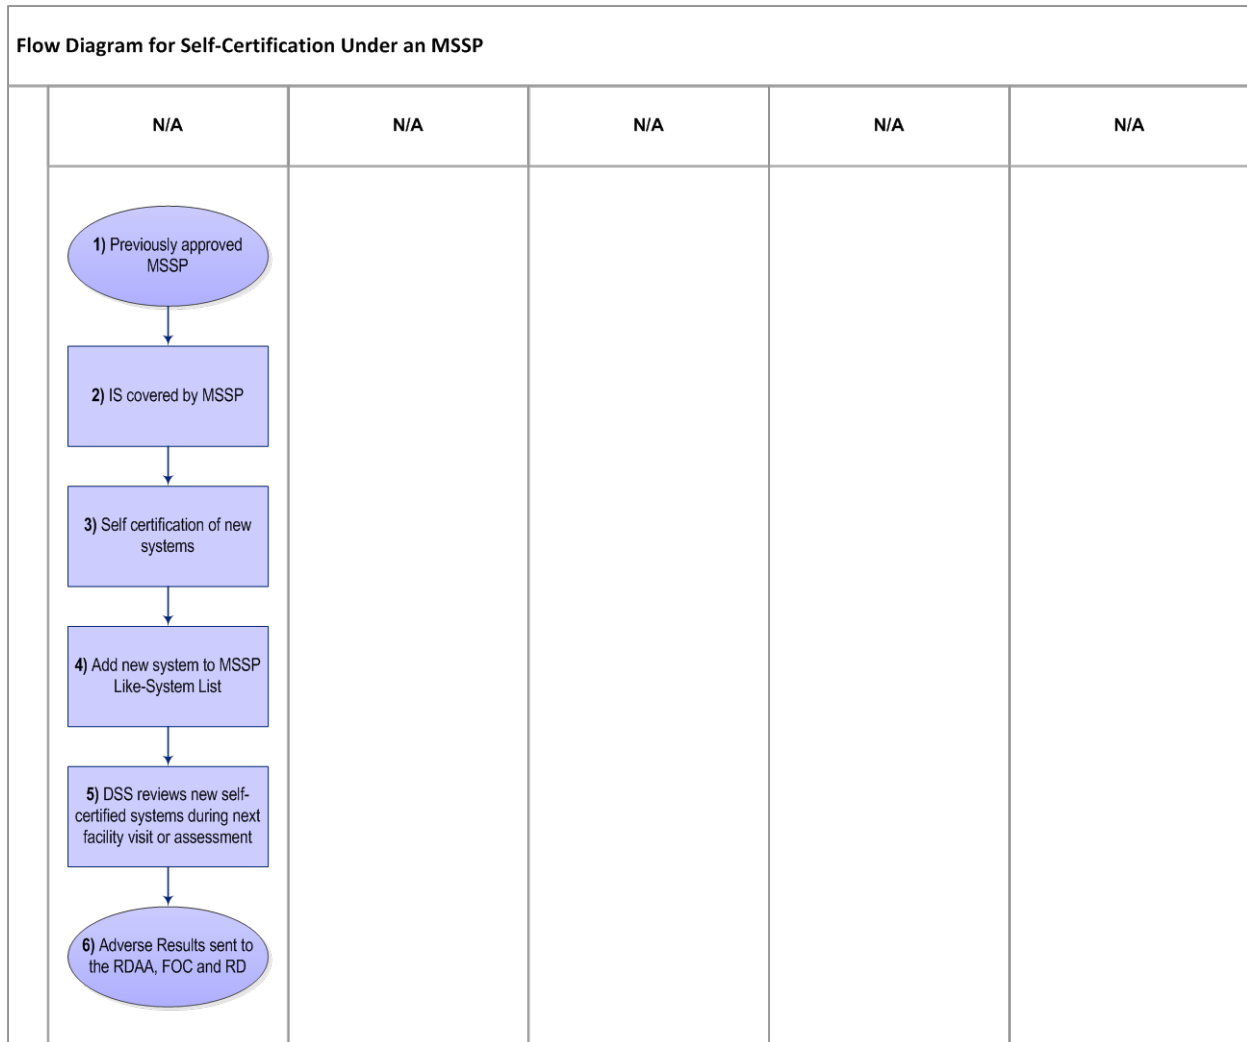 Flow Diagram for Self-Certification Under an MSSP
N/A
N/A
N/A
N/A
N/A
1) Previously approved
MSSP
2) IS covered by MSSP
3) Self certification of new
systems
4) Add new system to MSSP
Like-System List
5) DSS reviews new self-
certified systems during next
facility visit or assessment
6) Adverse Results sent to
the RDAA, FOC and RD